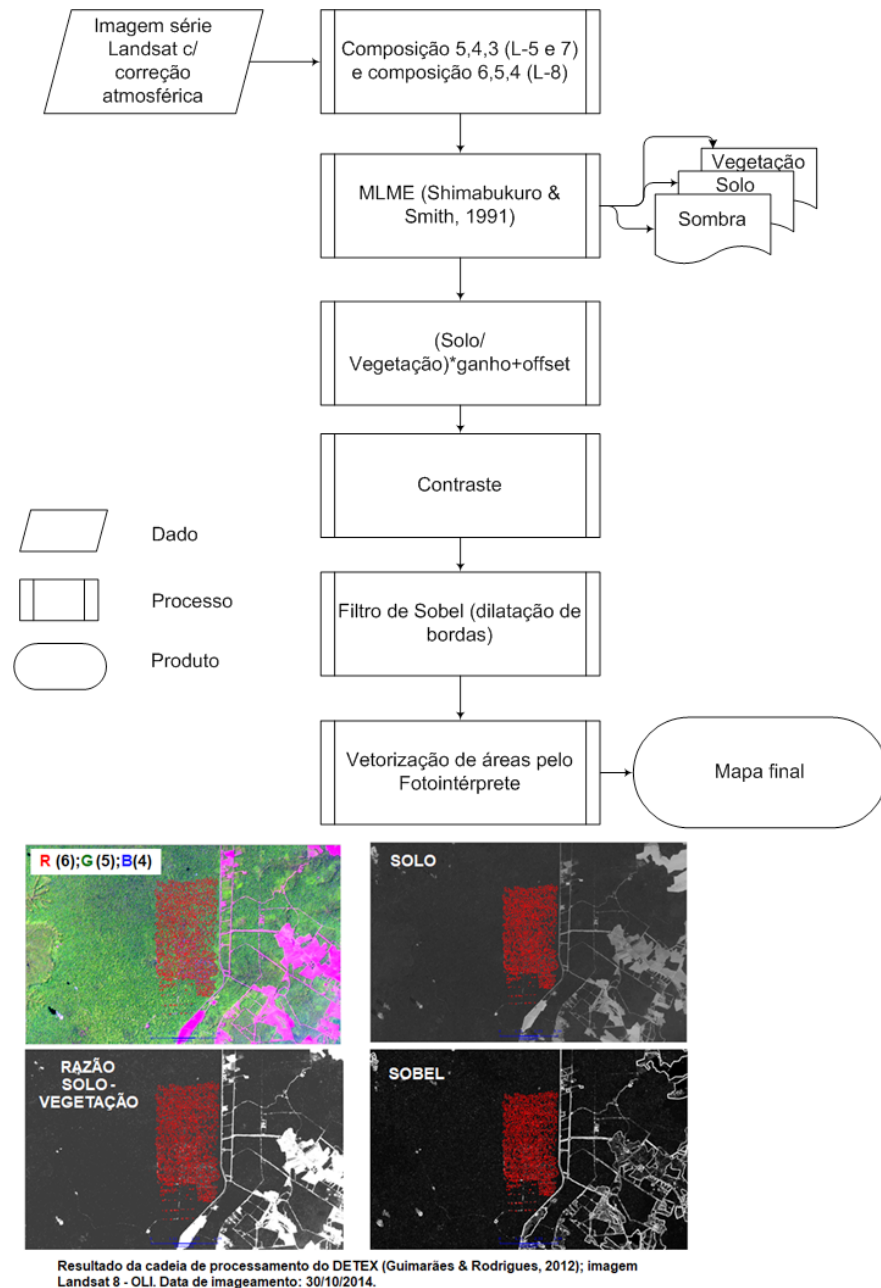 Imagem série
Landsat c/
correção
atmosférica
Composição 5,4,3 (L-5 e 7)
e composição 6,5,4 (L-8)
MLME (Shimabukuro &
Smith, 1991)
Vegetação
Solo
Sombra
(Solo/
Vegetação)*ganho+offset
Contraste
Filtro de Sobel (dilatação de
bordas)
Vetorização de áreas pelo
Fotointérprete
Mapa final
Dado
Processo
Produto
R (6);G (5);B(4)
SOLO
RAZÃO
SOLO -
VEGETAÇÃO
SOBEL
Resultado da cadeia de processamento do DETEX (Guimarães & Rodrigues, 2012); imagem
Landsat 8 - OLI. Data de imageamento: 30/10/2014.